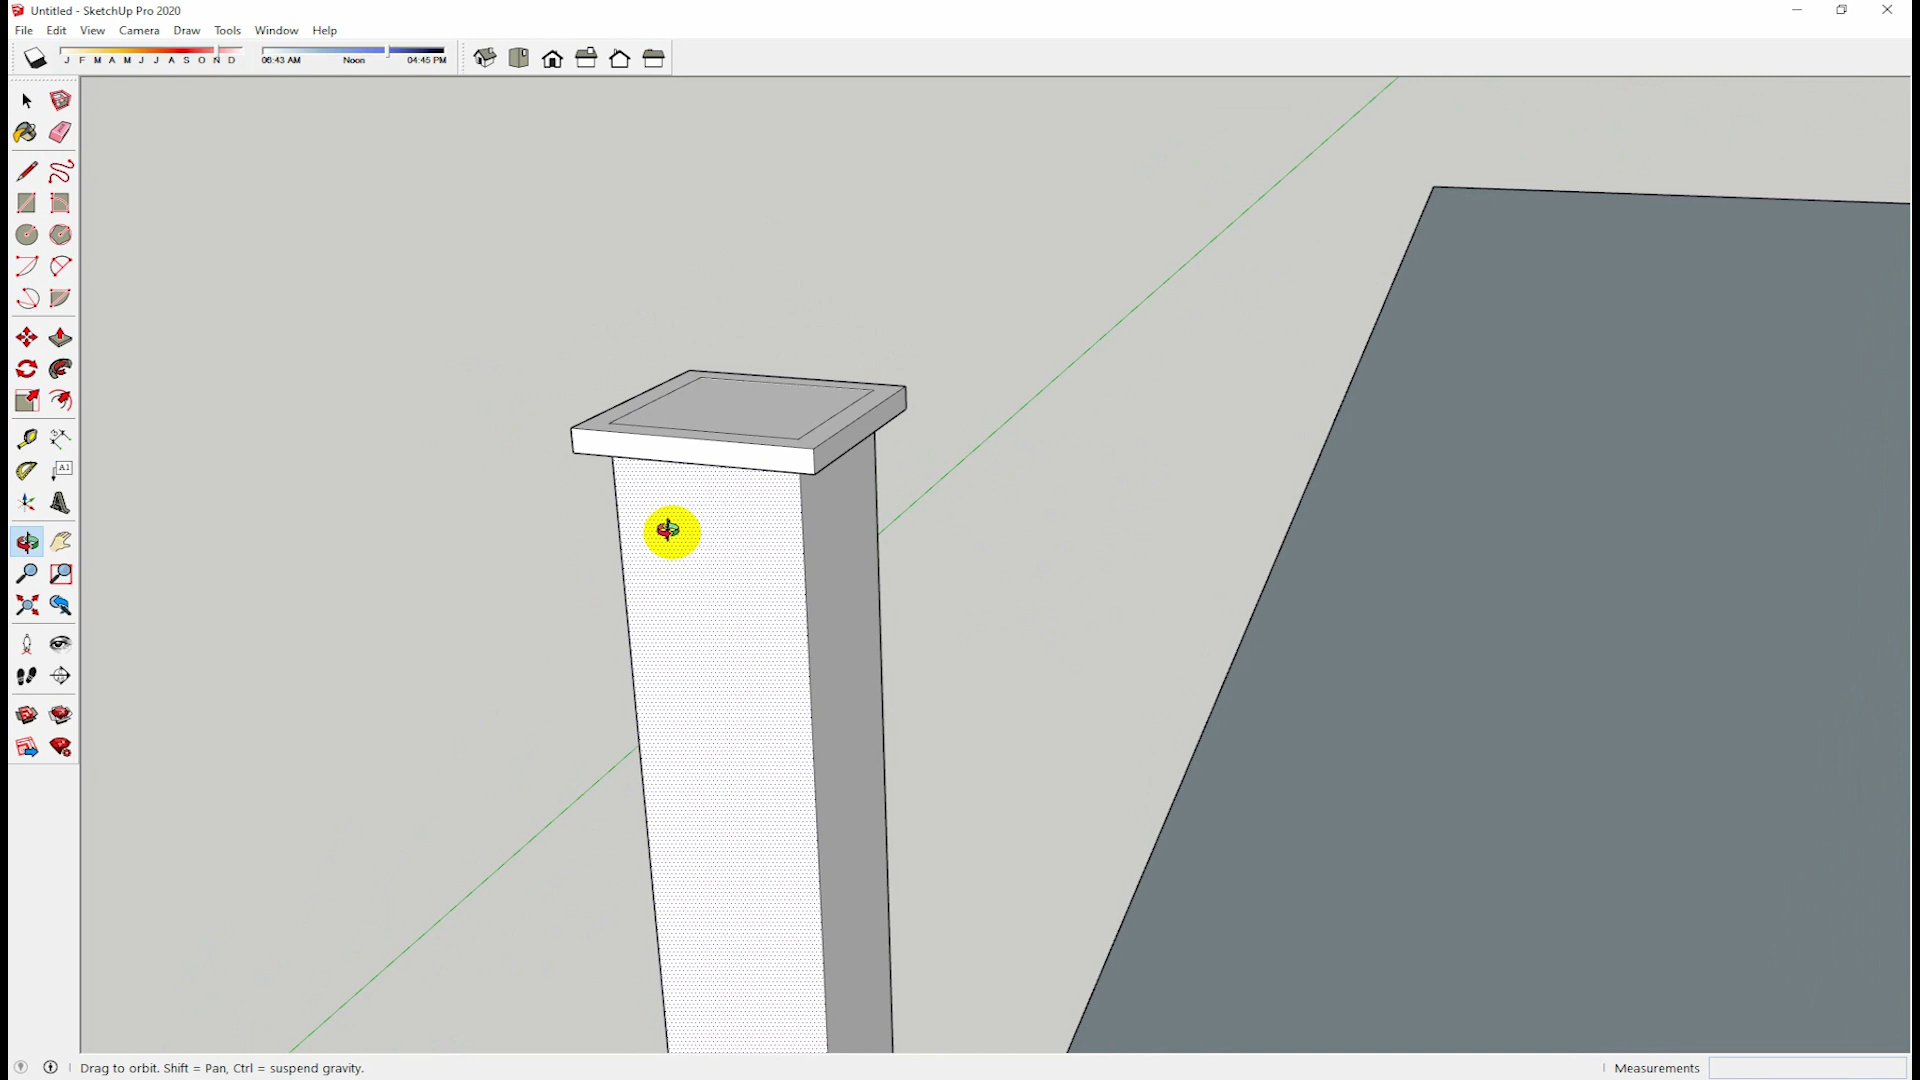 Untitled - SketchUp Pro 2020
File Edit View Camera Draw Tools Window Help
J F M A M J J A S O N D 06:43 AM Noon 04:45 PM
A1
Drag to orbit. Shift = Pan, Ctrl = suspend gravity. Measurements